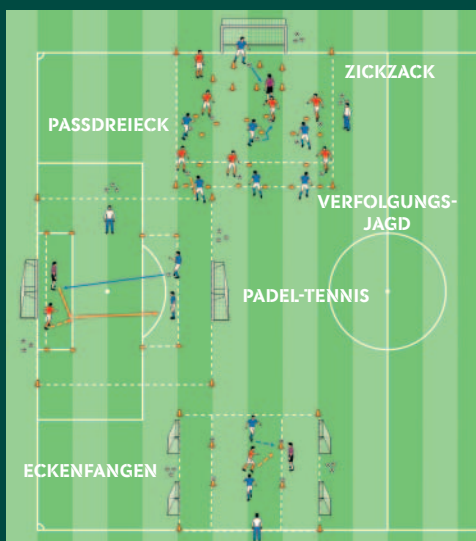 ZICKZACK
PASSDREIECK
VERFOLGUNGS-
JAGD
PADEL-TENNIS
ECKENFANGEN